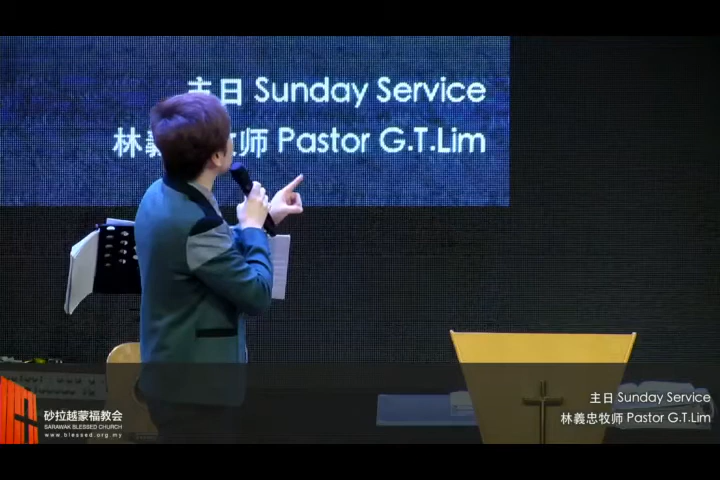 主日 Sunday Service
林義 牧师 Pastor G.T.Lim
砂拉越蒙福教会
SARAWAK BLESSED CHURCH
www.blessed.org.my
主日 Sunday Service
林義忠牧师 Pastor G.T.Lim